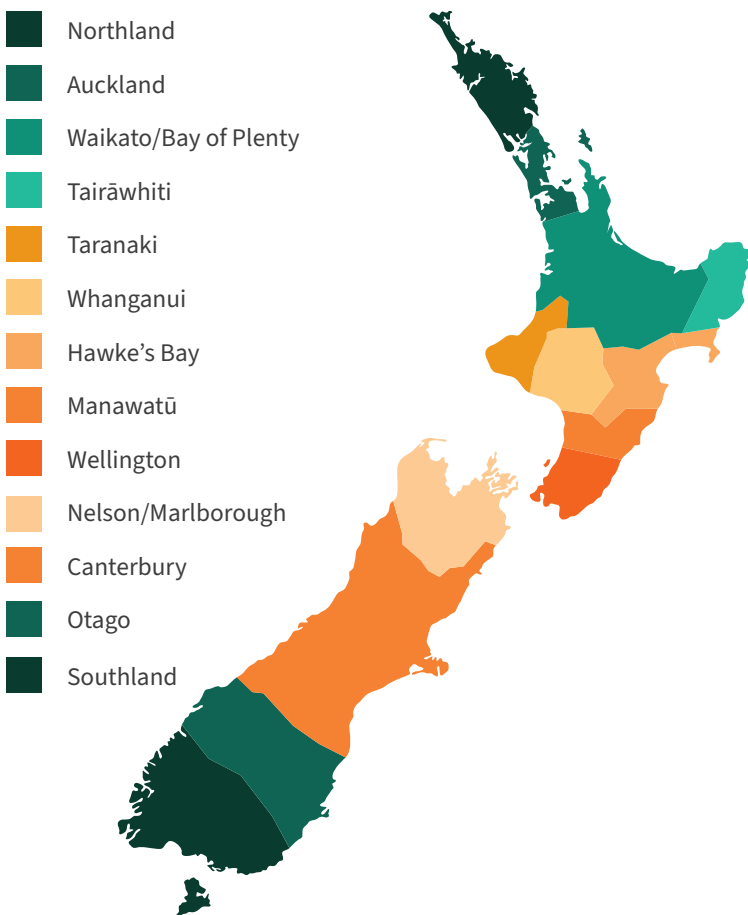 Northland
Auckland
Waikato/Bay of Plenty
Tairāwhiti
Taranaki
Whanganui
Hawke’s Bay
Manawatū
Wellington
Nelson/Marlborough
Canterbury
Otago
Southland